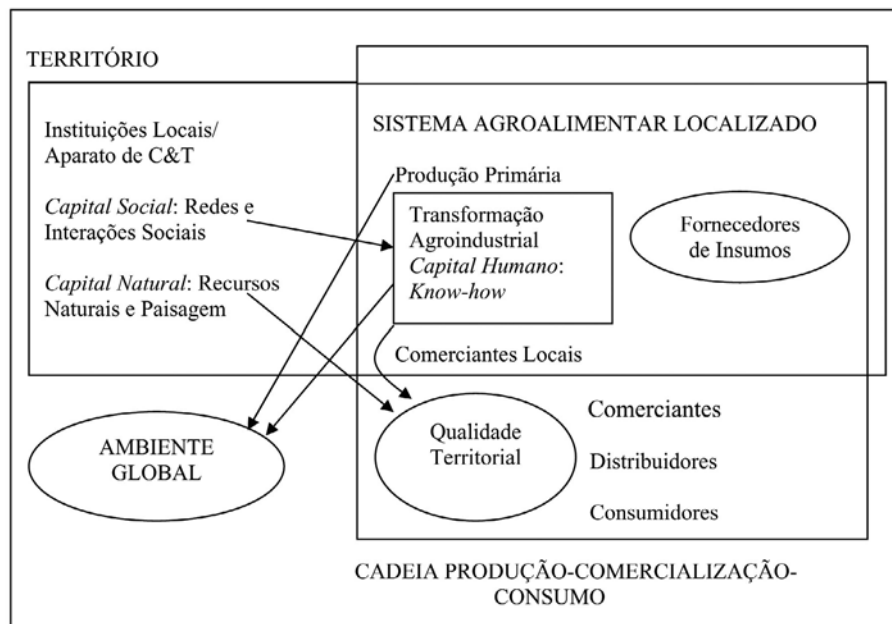 TERRITÓRIO
Instituições Locais/
Aparato de C&T
Capital Social: Redes e
Interações Sociais
Capital Natural: Recursos
Naturais e Paisagem
SISTEMA AGROALIMENTAR LOCALIZADO
Produção Primária
Transformação
Agroindustrial
Capital Humano:
Know-how
Fornecedores
de Insumos
Comerciantes Locais
AMBIENTE
GLOBAL
Qualidade
Territorial
Comerciantes
Distribuidores
Consumidores
CADEIA PRODUÇÃO-COMERCIALIZAÇÃO-
CONSUMO